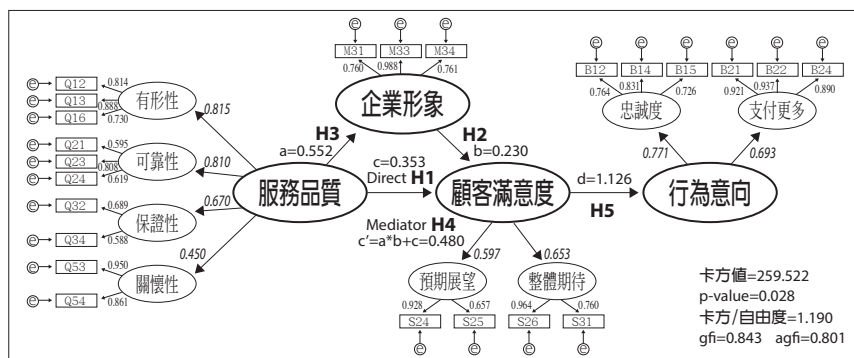 e e e
M31 M33 M34
0.760 0.988 0.761
企業形象
e e e e e e
B12 B14 B15 B21 B22 B24
0.764 0.831 0.726 0.921 0.937 0.890
忠誠度 支付更多
0.771 0.693
e Q12 0.814
e Q13 0.888
e Q16 0.730
有形性 0.815
e Q21 0.595
e Q23 0.808
e Q24 0.619
可靠性 0.810
e Q32 0.689
e Q34 0.588
保證性 0.670
e Q53 0.950
e Q54 0.861
關懷性 0.450
服務品質
H3
a=0.552
H2
b=0.230
c=0.353
Direct H1
顧客滿意度
d=1.126
H5
行為意向
Mediator H4
c'=a*b+c=0.480
0.597 0.653
預期展望 整體期待
0.928 0.657 0.964 0.760
S24 S25 S26 S31
e e e e
卡方值=259.522
p-value=0.028
卡方/自由度=1.190
gfi=0.843 agfi=0.801